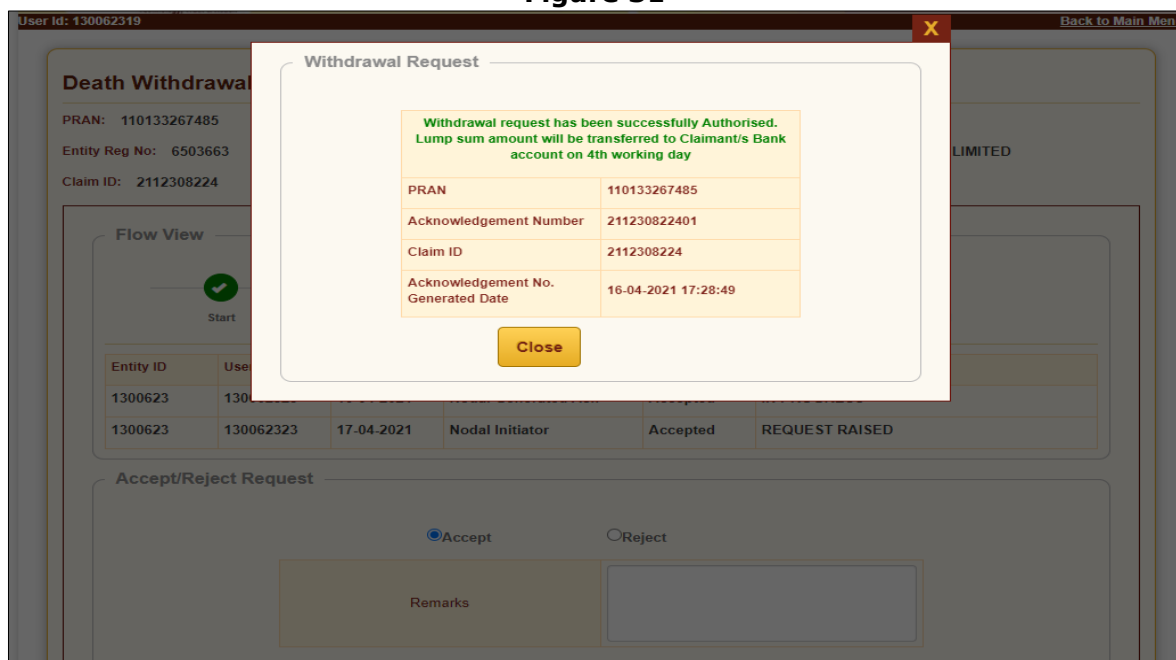 User Id: 130062319
Back to Main Men
X
Withdrawal Request
Withdrawal request has been successfully Authorised.
Lump sum amount will be transferred to Claimant/s Bank
account on 4th working day
PRAN 110133267485
Acknowledgement Number 211230822401
Claim ID 2112308224
Acknowledgement No.
Generated Date 16-04-2021 17:28:49
Close
Death Withdrawal
PRAN: 110133267485
Entity Reg No: 6503663 LIMITED
Claim ID: 2112308224
Flow View
Start
Entity ID Use
1300623
1300623 130062323 17-04-2021 Nodal Initiator Accepted REQUEST RAISED
Accept/Reject Request
Accept Reject
Remarks